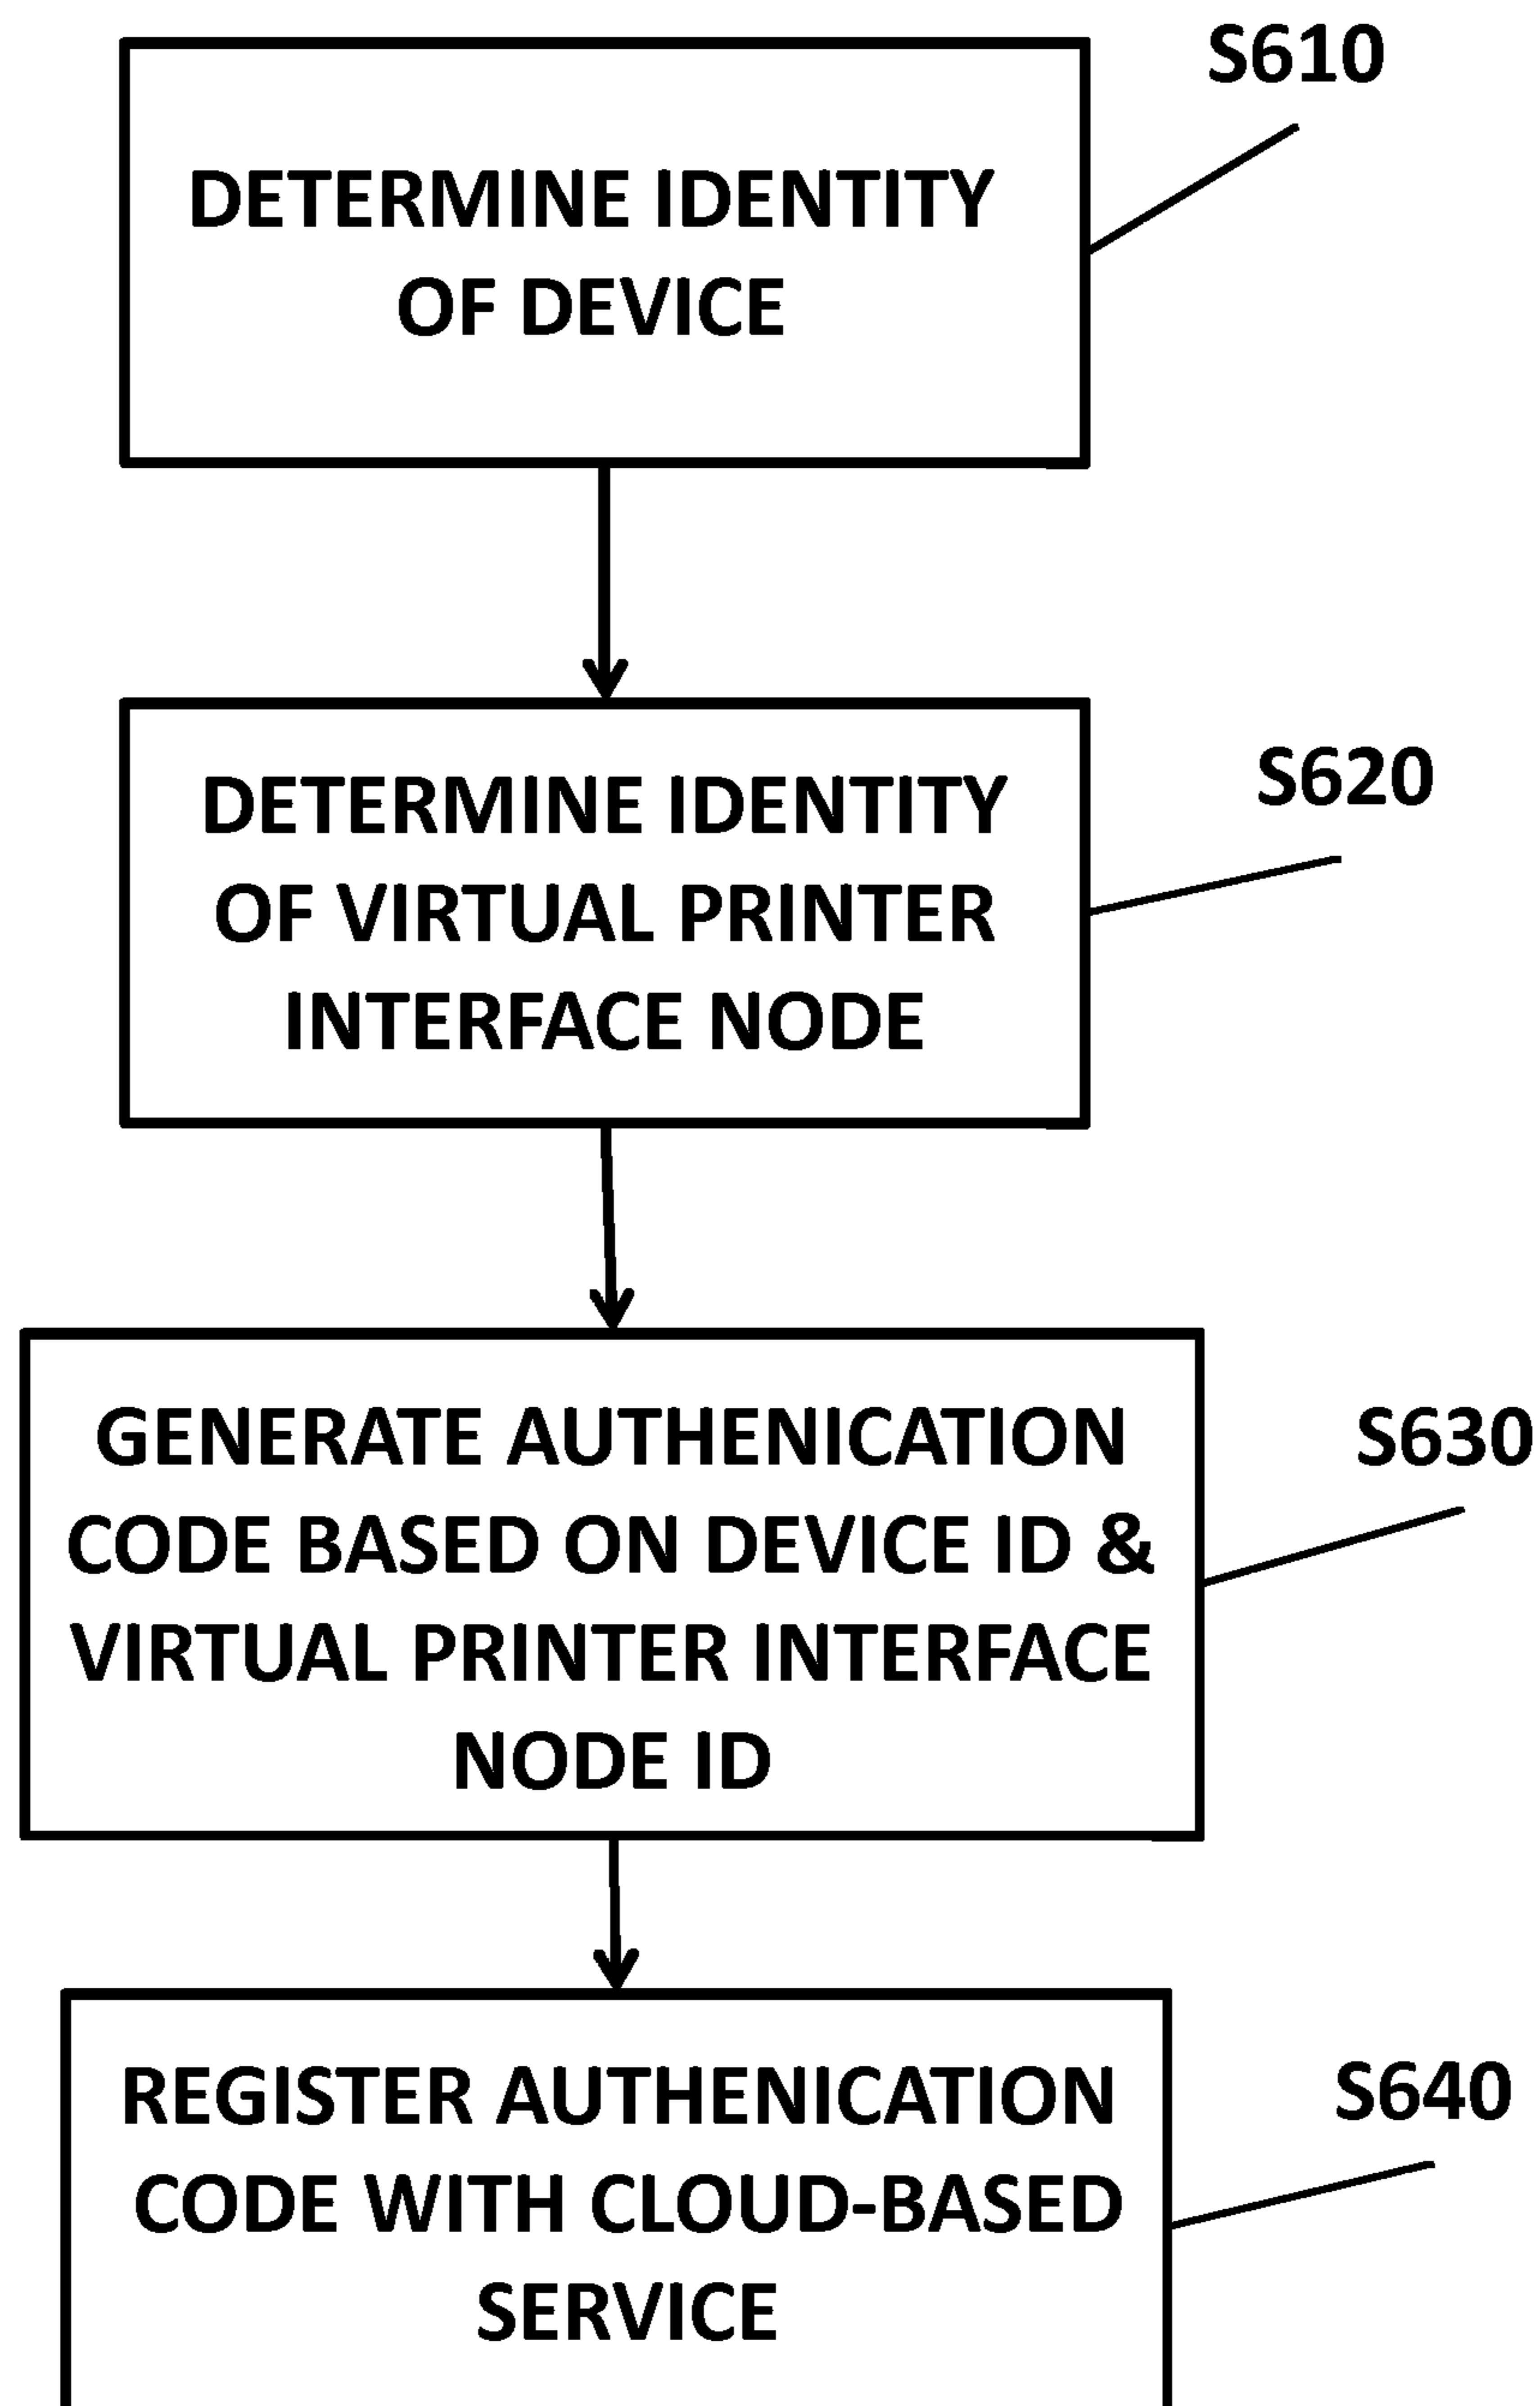 S610
DETERMINE IDENTITY
OF DEVICE
S620
DETERMINE IDENTITY
OF VIRTUAL PRINTER
INTERFACE NODE
S630
GENERATE AUTHENICATION
CODE BASED ON DEVICE ID &
VIRTUAL PRINTER INTERFACE
NODE ID
S640
REGISTER AUTHENICATION
CODE WITH CLOUD-BASED
SERVICE